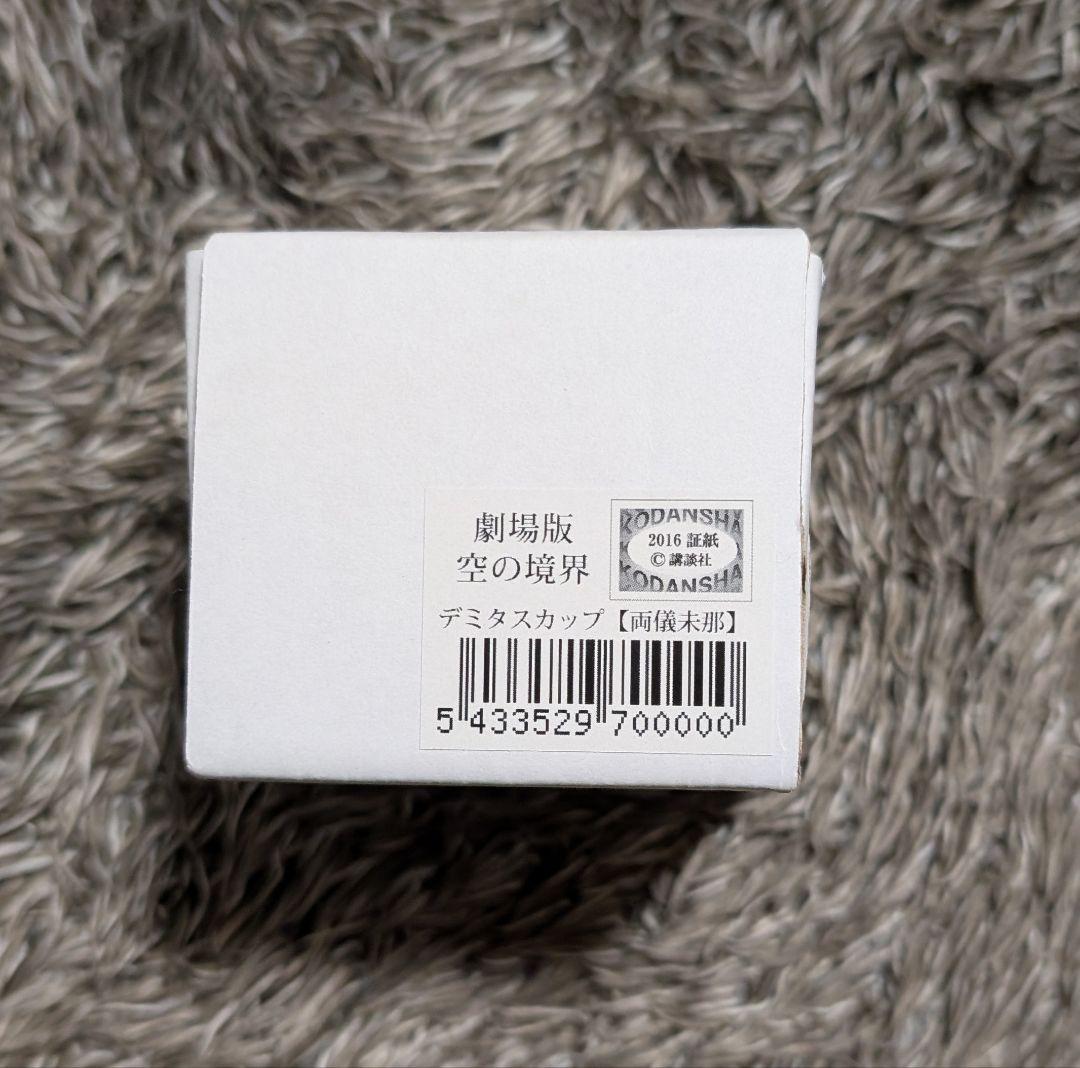 劇場版
空の境界
KODANSHA
2016 証紙
© 講談社
KODANSHA
デミタスカップ【両儀未那】
5 433529 700000